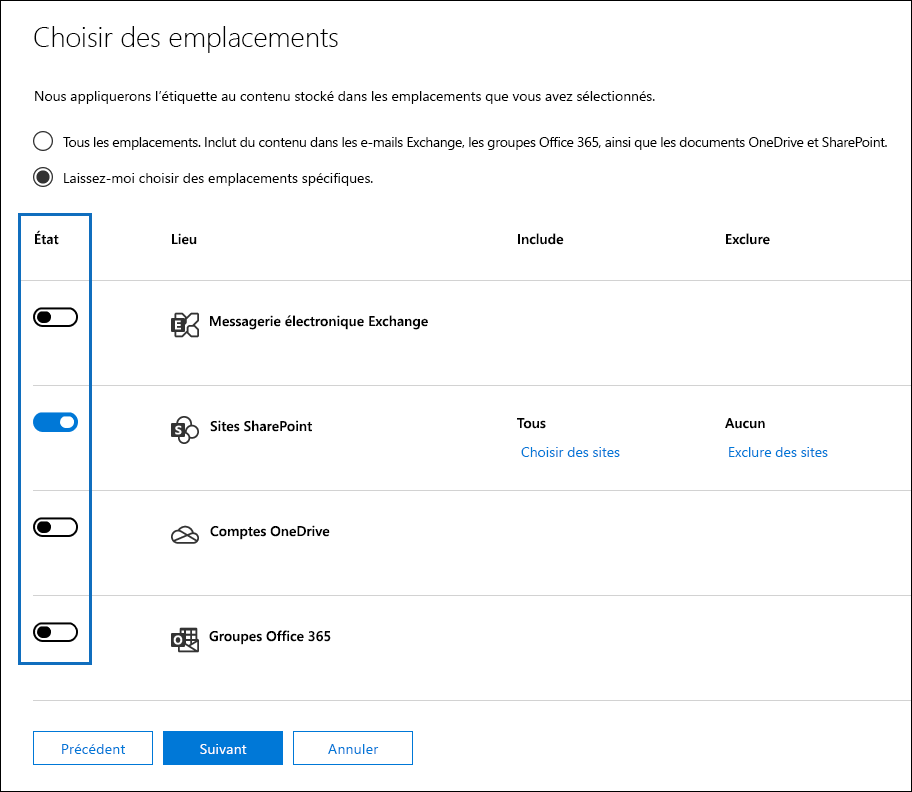 Choisir des emplacements
Nous appliquerons l’étiquette au contenu stocké dans les emplacements que vous avez sélectionnés.
Tous les emplacements. Inclut du contenu dans les e-mails Exchange, les groupes Office 365, ainsi que les documents OneDrive et SharePoint.
Laissez-moi choisir des emplacements spécifiques.
État Lieu Include Exclure
E Messagerie électronique Exchange
S Sites SharePoint Tous Aucun
Choisir des sites Exclure des sites
Comptes OneDrive
O Groupes Office 365
Précédent Suivant Annuler